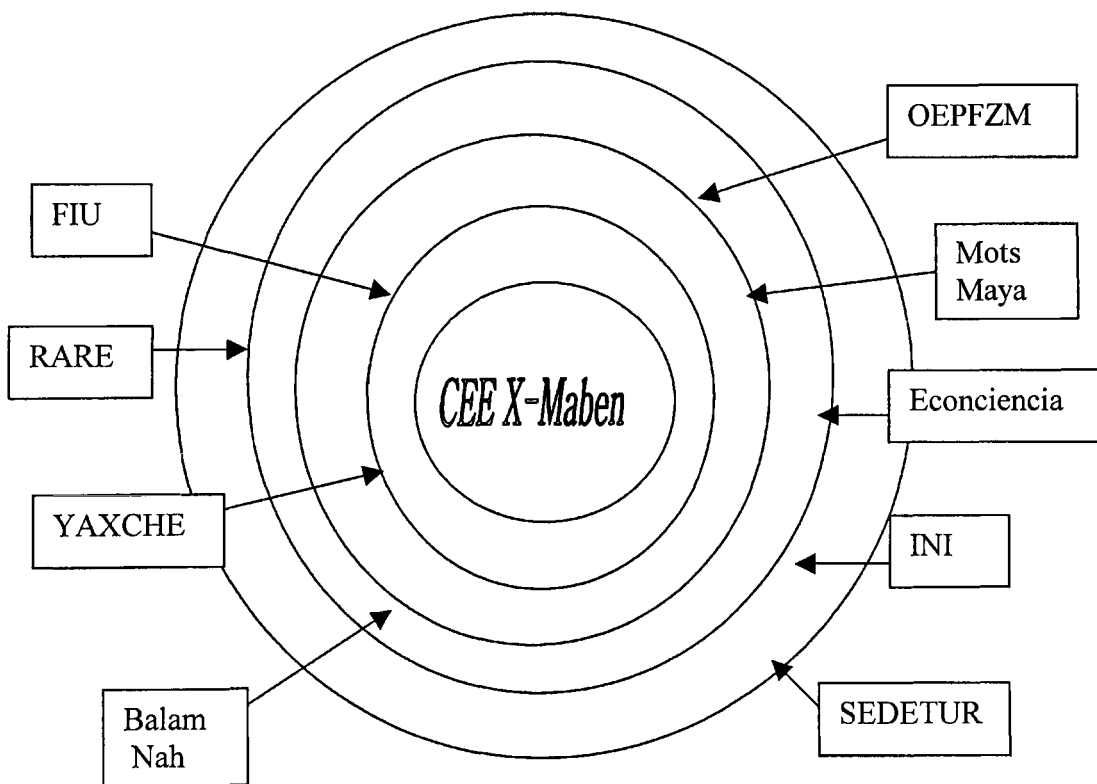 OEPFZM
FIU
Mots
Maya
RARE
CEE X-Maben
Econciencia
YAXCHE
INI
Balam
Nah
SEDETUR